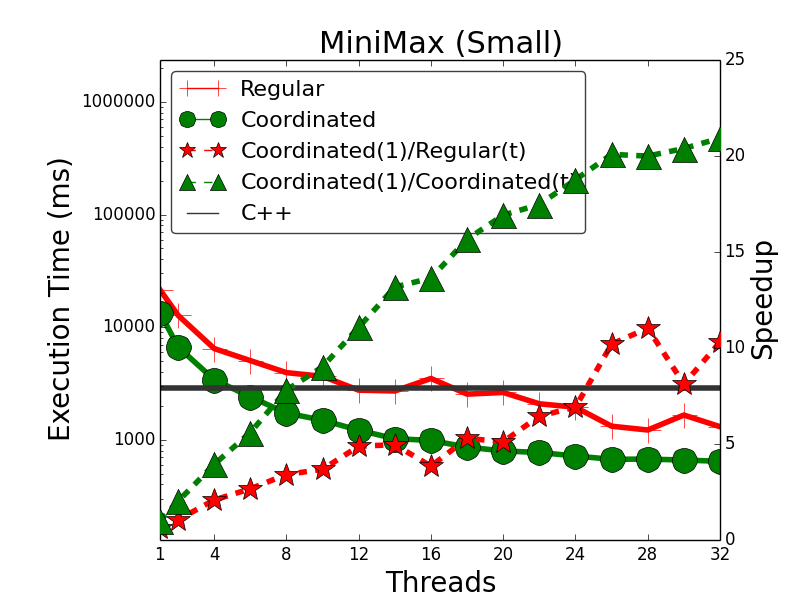 MiniMax (Small)
Regular
Coordinated
Coordinated(1)/Regular(t)
Coordinated(1)/Coordinated(t)
C++
Execution Time (ms)
1000000
100000
10000
1000
Speedup
25
20
15
10
5
0
1 4 8 12 16 20 24 28 32
Threads